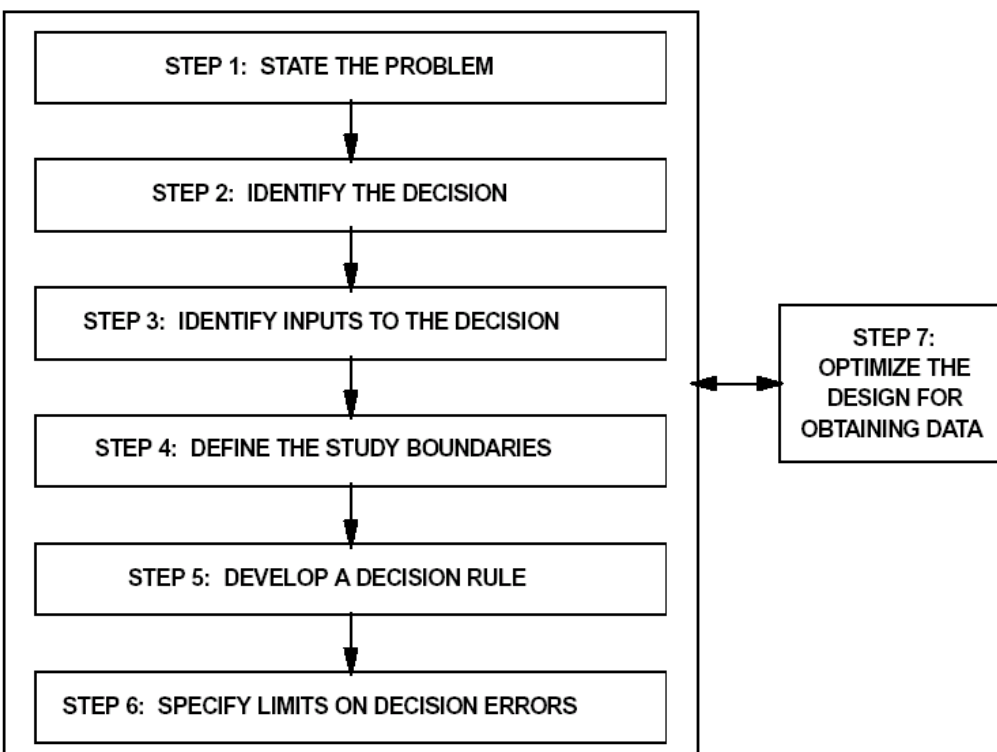 STEP 1: STATE THE PROBLEM
STEP 2: IDENTIFY THE DECISION
STEP 3: IDENTIFY INPUTS TO THE DECISION
STEP 4: DEFINE THE STUDY BOUNDARIES
STEP 5: DEVELOP A DECISION RULE
STEP 6: SPECIFY LIMITS ON DECISION ERRORS
STEP 7:
OPTIMIZE THE
DESIGN FOR
OBTAINING DATA